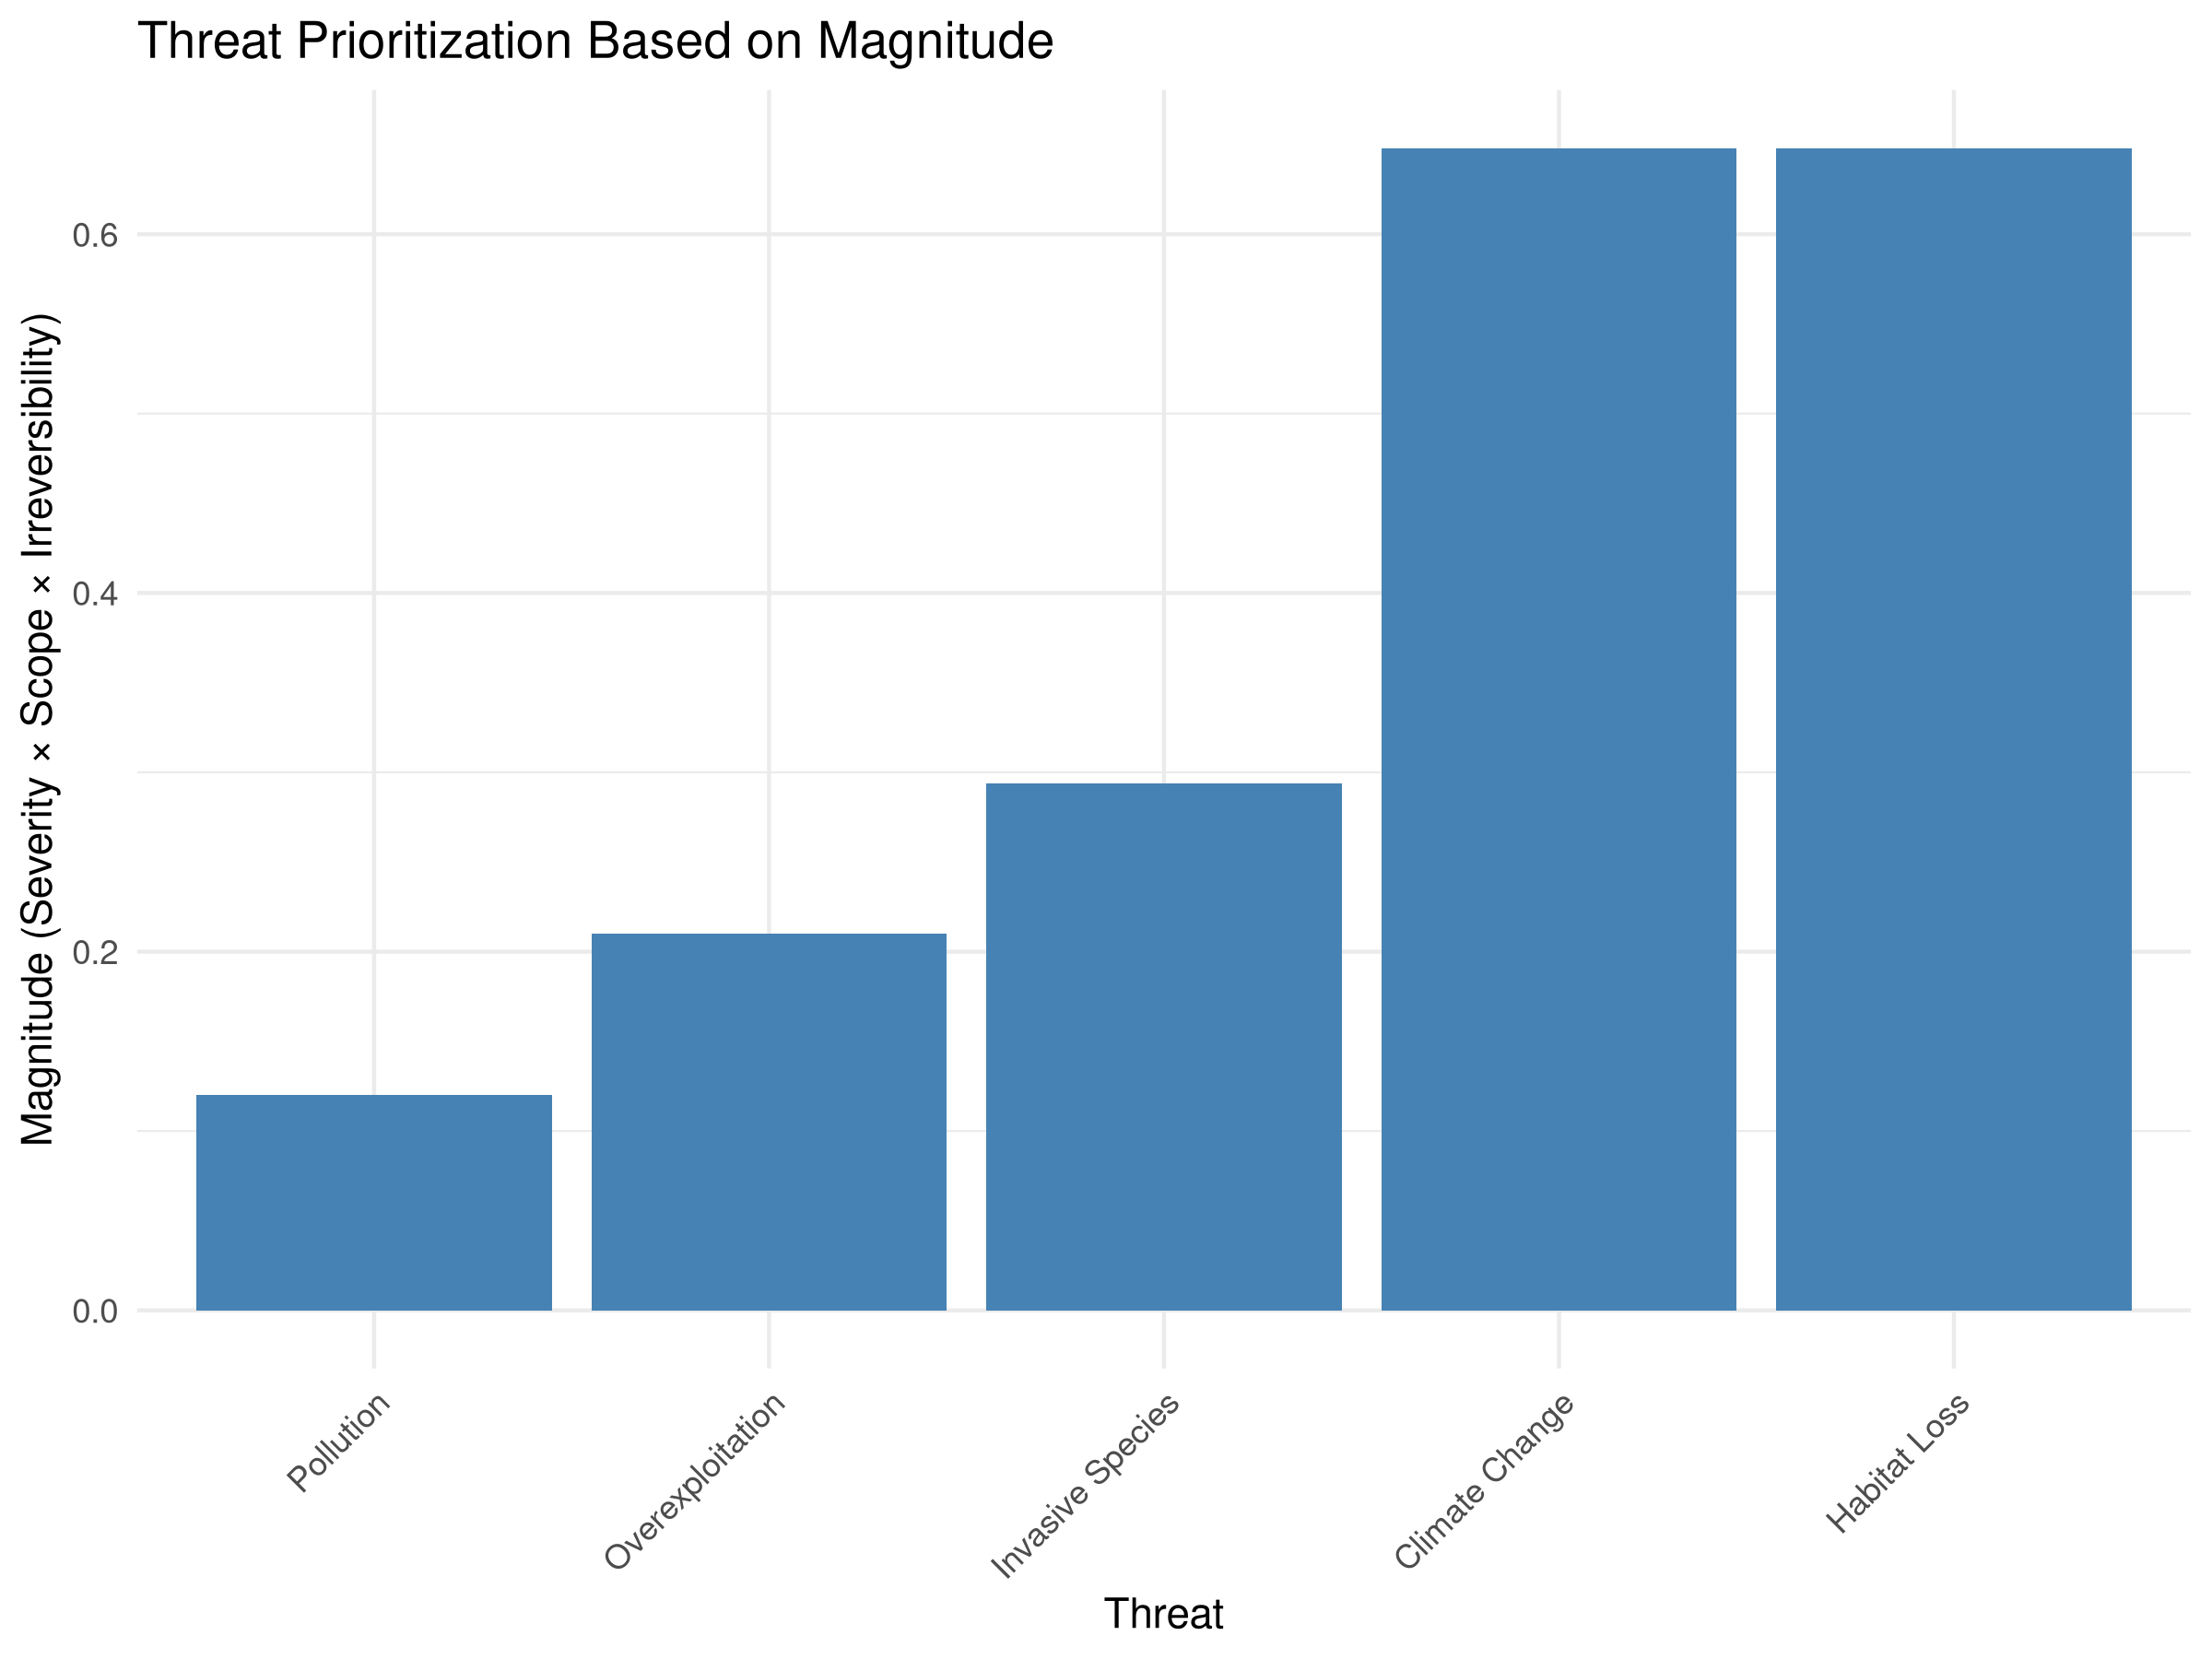 Threat Prioritization Based on Magnitude
Magnitude (Severity × Scope × Irreversibility)
0.6
0.4
0.2
0.0
Pollution
Overexploitation
Invasive Species
Climate Change
Habitat Loss
Threat